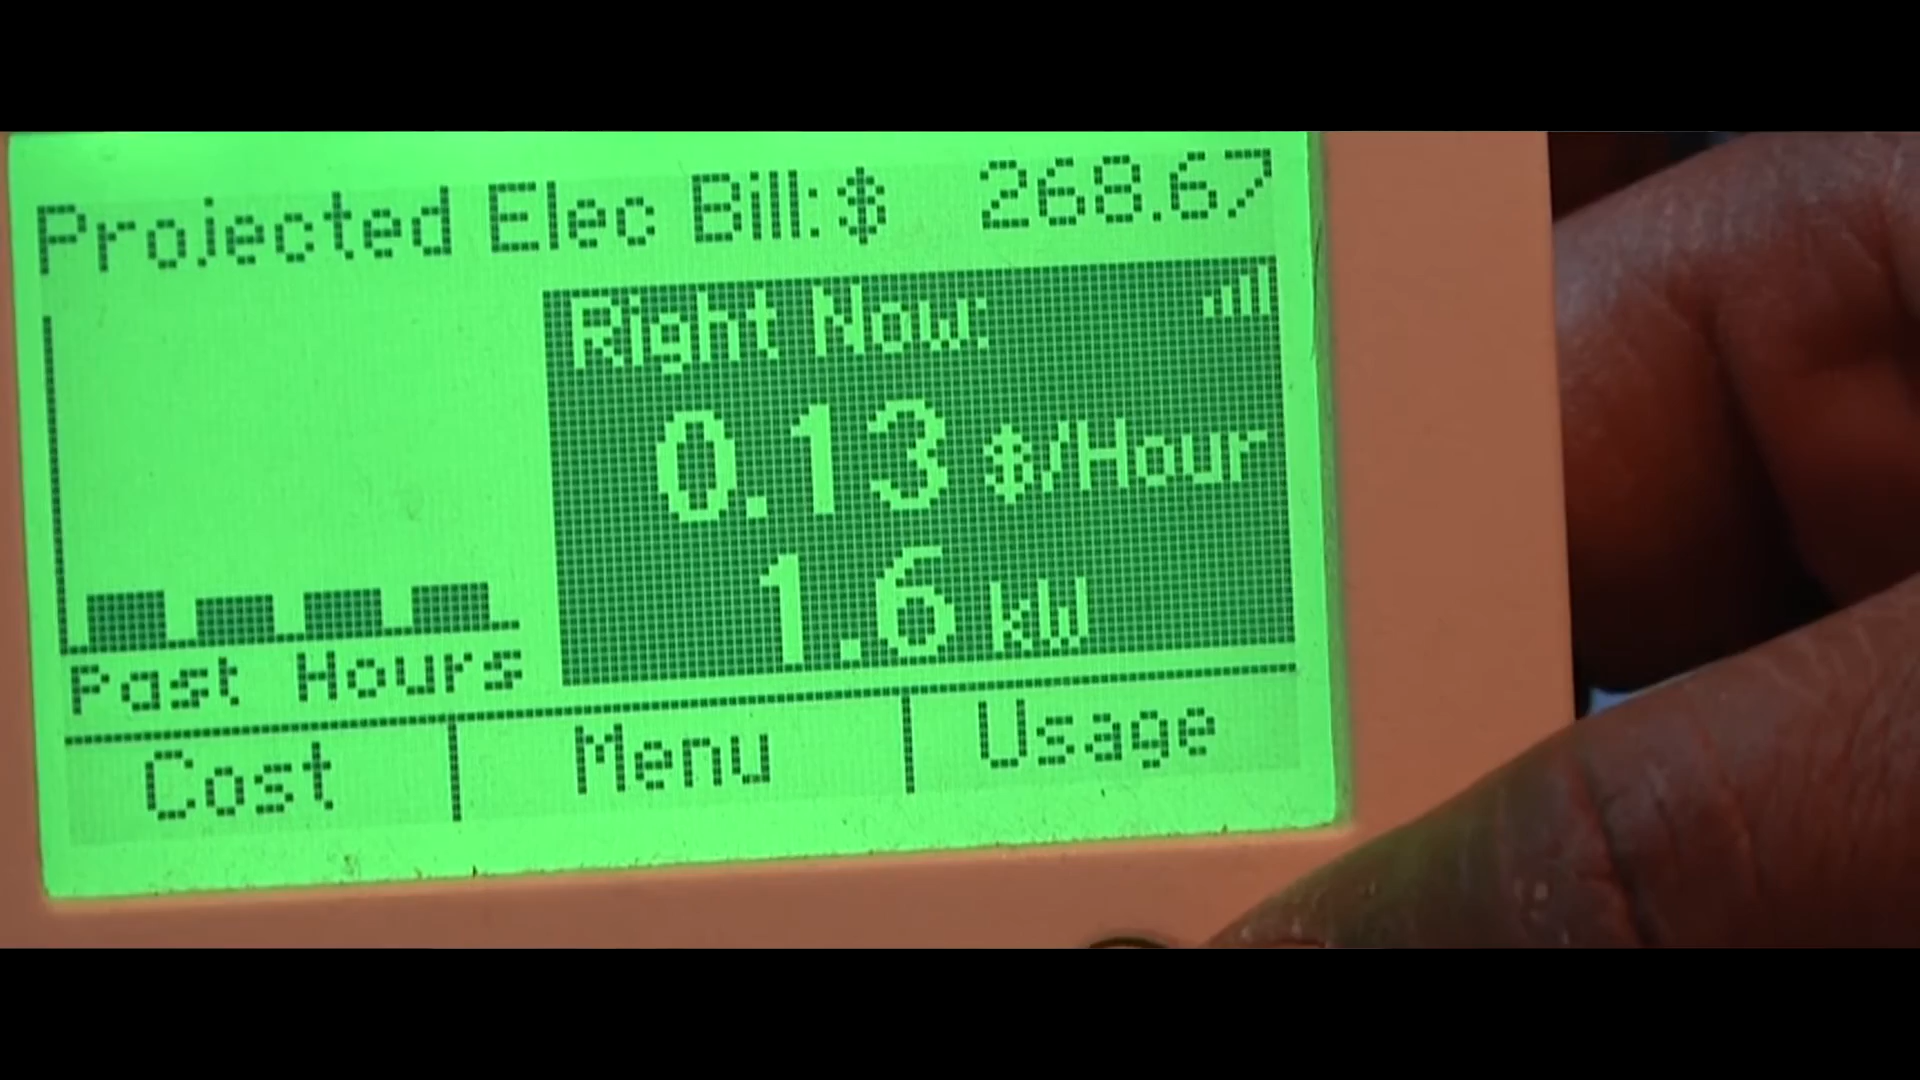 Projected Elec Bill: $ 268.67
Right Now:
0.13 $/Hour
1.6 kW
Past Hours
Cost
Menu
Usage